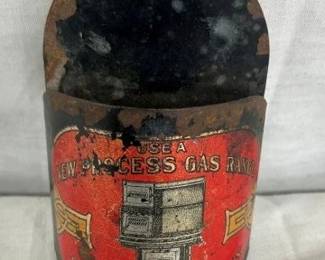 USE A
NEW PROCESS GAS RANGE